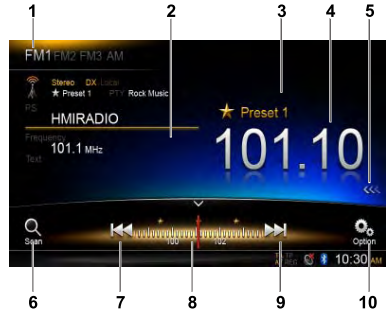 1 2 3 4 5
FM1 FM2 FM3 AM
Stereo DX Local
★ Preset 1 PTY Rock Music
PS
HMIRADIO
★ Preset 1
Frequency
101.1 MHz
101.10
Text
Scan
100 102
Option
10:30 AM
6 7 8 9 10